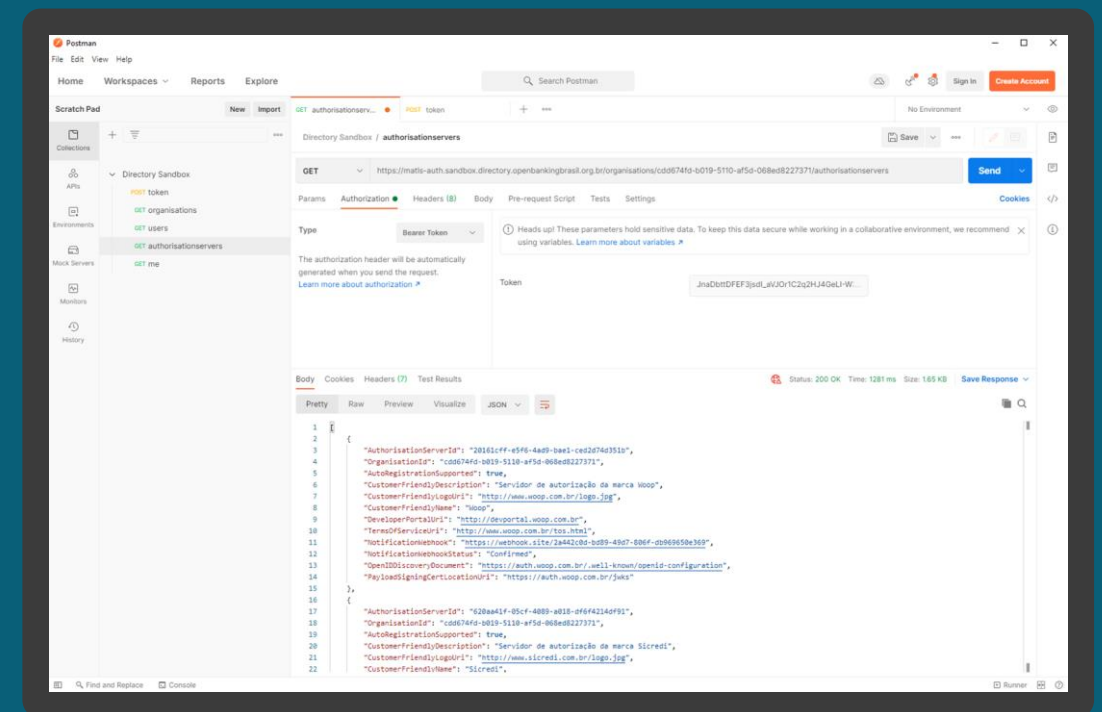 Postman
File Edit View Help
Home Workspaces Reports Explore Search Postman Sign In Create Account
Scratch Pad New Import GET authorisationserv... POST token No Environment
Collections
APIs
Environments
Mock Servers
Monitors
History
Directory Sandbox
POST token
GET organisations
GET users
GET authorisationservers
GET me
Directory Sandbox / authorisationservers Save
GET https://matls-auth.sandbox.directory.openbankingbrasil.org.br/organisations/cdd674fd-b019-5110-af5d-068ed8227371/authorisationservers Send
Params Authorization Headers (8) Body Pre-request Script Tests Settings Cookies
Type Bearer Token
The authorization header will be automatically
generated when you send the request.
Learn more about authorization
Heads up! These parameters hold sensitive data. To keep this data secure while working in a collaborative environment, we recommend
using variables. Learn more about variables
Token
Body Cookies Headers (7) Test Results Status: 200 OK Time: 1281 ms Size: 1.65 KB Save Response
Pretty Raw Preview Visualize JSON
1 [
2 {
3 "AuthorisationServerId": "20161cff-e5f6-4ad9-bae1-ced2d74d351b",
4 "OrganisationId": "cdd674fd-b019-5110-af5d-068ed8227371",
5 "AutoRegistrationSupported": true,
6 "CustomerFriendlyDescription": "Servidor de autorização da marca Woop",
7 "CustomerFriendlyLogoUri": "http://www.woop.com.br/logo.jpg",
8 "CustomerFriendlyName": "Woop",
9 "DeveloperPortalUri": "http://devportal.woop.com.br",
10 "TermsOfServiceUri": "http://www.woop.com.br/tos.html",
11 "NotificationWebhook": "https://webhook.site/2a442c0d-bd89-49d7-806f-db969650e369",
12 "NotificationWebhookStatus": "Confirmed",
13 "OpenIDDiscoveryDocument": "https://auth.woop.com.br/.well-known/openid-configuration",
14 "PayloadSigningCertLocationUri": "https://auth.woop.com.br/jwks"
15 },
16 {
17 "AuthorisationServerId": "620aa41f-05cf-4089-a018-df6f4214df91",
18 "OrganisationId": "cdd674fd-b019-5110-af5d-068ed8227371",
19 "AutoRegistrationSupported": true,
20 "CustomerFriendlyDescription": "Servidor de autorização da marca Sicredi",
21 "CustomerFriendlyLogoUri": "http://www.sicredi.com.br/logo.jpg",
22 "CustomerFriendlyName": "Sicredi",
Find and Replace Console Runner